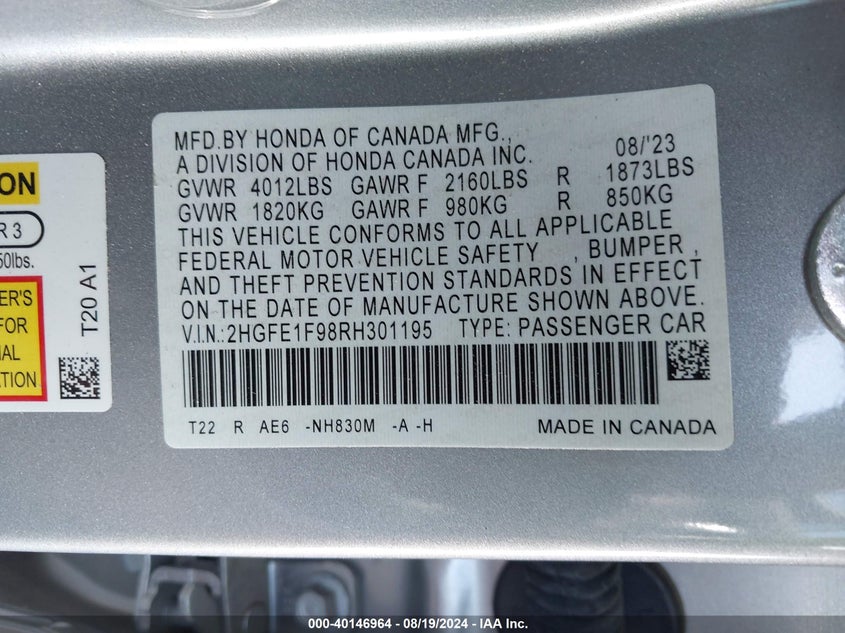 MFD.BY HONDA OF CANADA MFG.,
A DIVISION OF HONDA CANADA INC. 08/'23
GVWR 4012LBS GAWR F 2160LBS R 1873LBS
GVWR 1820KG GAWR F 980KG R 850KG
THIS VEHICLE CONFORMS TO ALL APPLICABLE
FEDERAL MOTOR VEHICLE SAFETY , BUMPER ,
AND THEFT PREVENTION STANDARDS IN EFFECT
ON THE DATE OF MANUFACTURE SHOWN ABOVE.
V.I.N.:2HGFE1F98RH301195 TYPE: PASSENGER CAR
T22 R AE6 -NH830M -A -H MADE IN CANADA
ON
R 3
50lbs.
ER'S
FOR
NAL
ATION
T20 A1
000-40146964 - 08/19/2024 - IAA Inc.